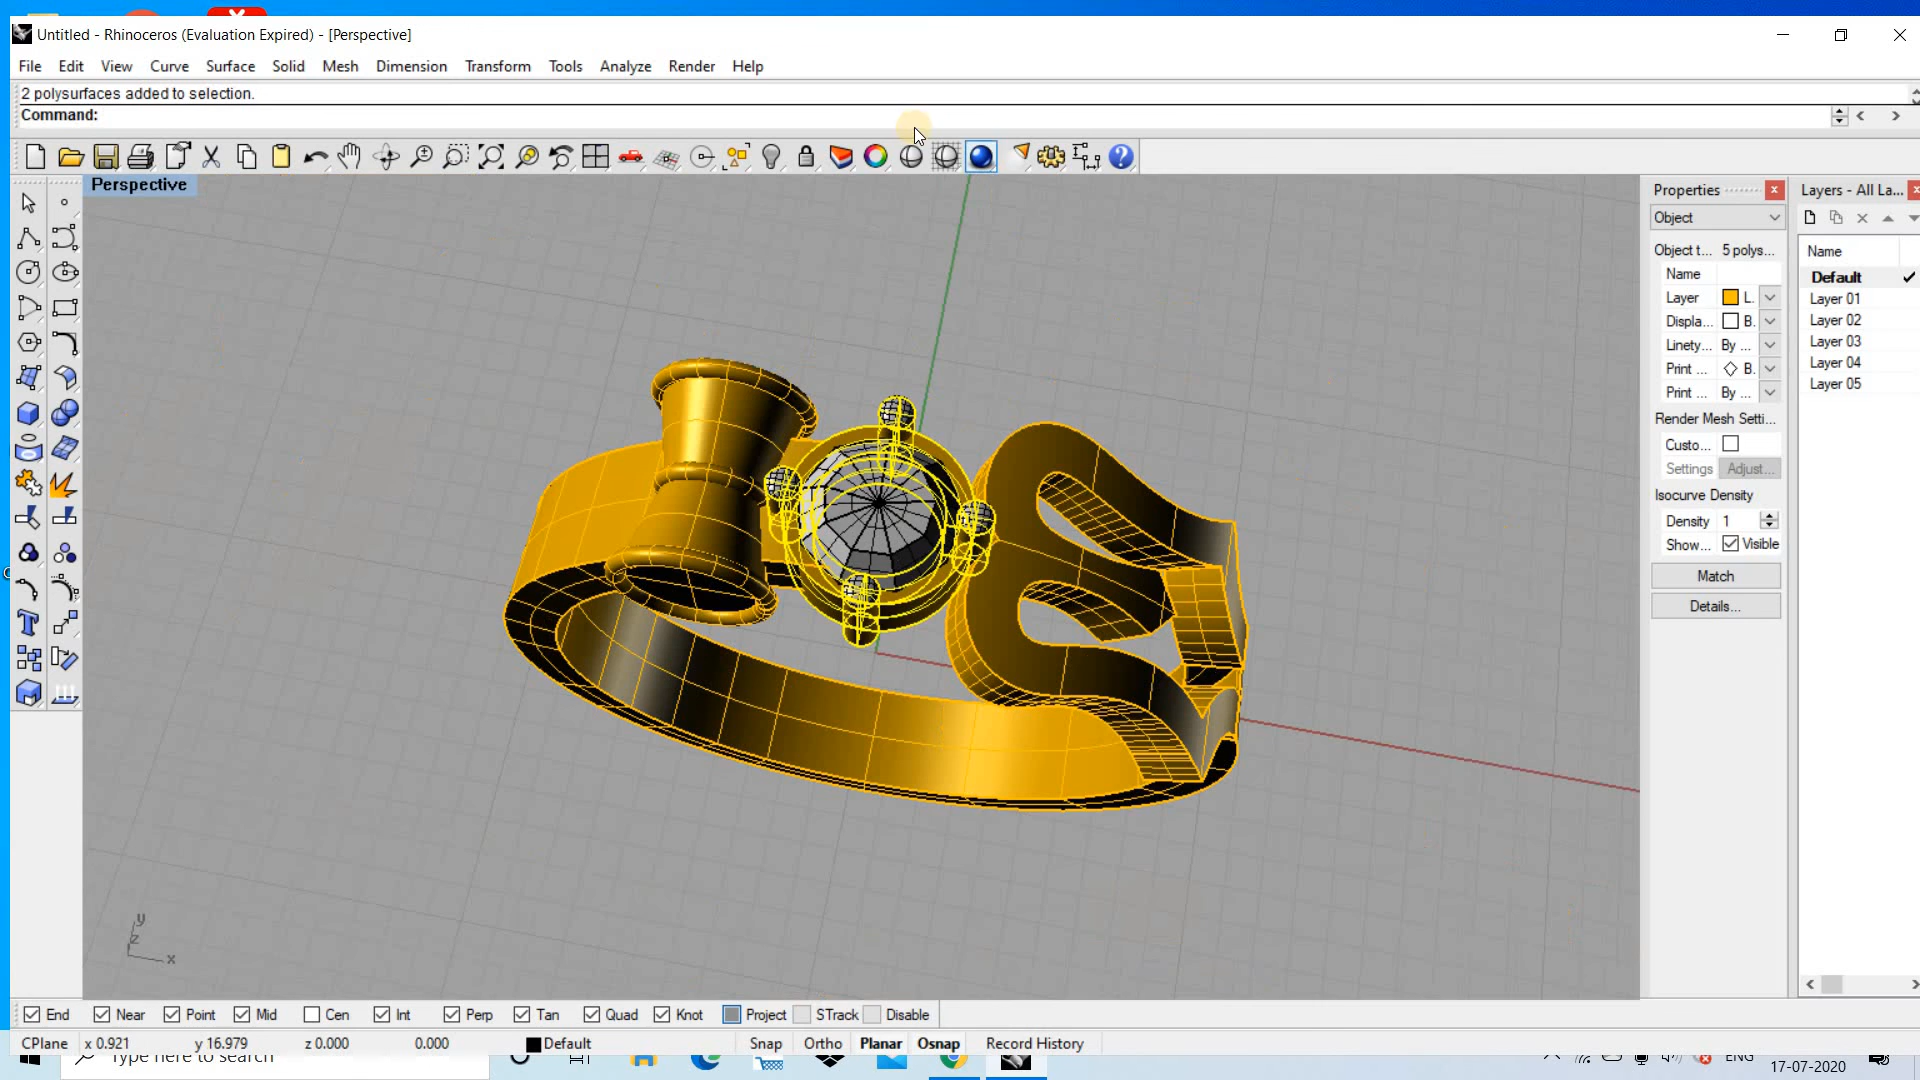 Untitled - Rhinoceros (Evaluation Expired) - [Perspective]
File Edit View Curve Surface Solid Mesh Dimension Transform Tools Analyze Render Help
2 polysurfaces added to selection.
Command:
Perspective
Properties
Object
Object t... 5 polys...
Name
Layer L.
Displa... B.
Linety... By ...
Print ... B.
Print ... By ...
Render Mesh Setti...
Custo...
Settings Adjust...
Isocurve Density
Density 1
Show... Visible
Match
Details...
Layers - All La...
Name
Default
Layer 01
Layer 02
Layer 03
Layer 04
Layer 05
y
z
x
End Near Point Mid Cen Int Perp Tan Quad Knot Project STrack Disable
CPlane x 0.921 y 16.979 z 0.000 0.000 Default Snap Ortho Planar Osnap Record History
Type here to search
ENG
17-07-2020